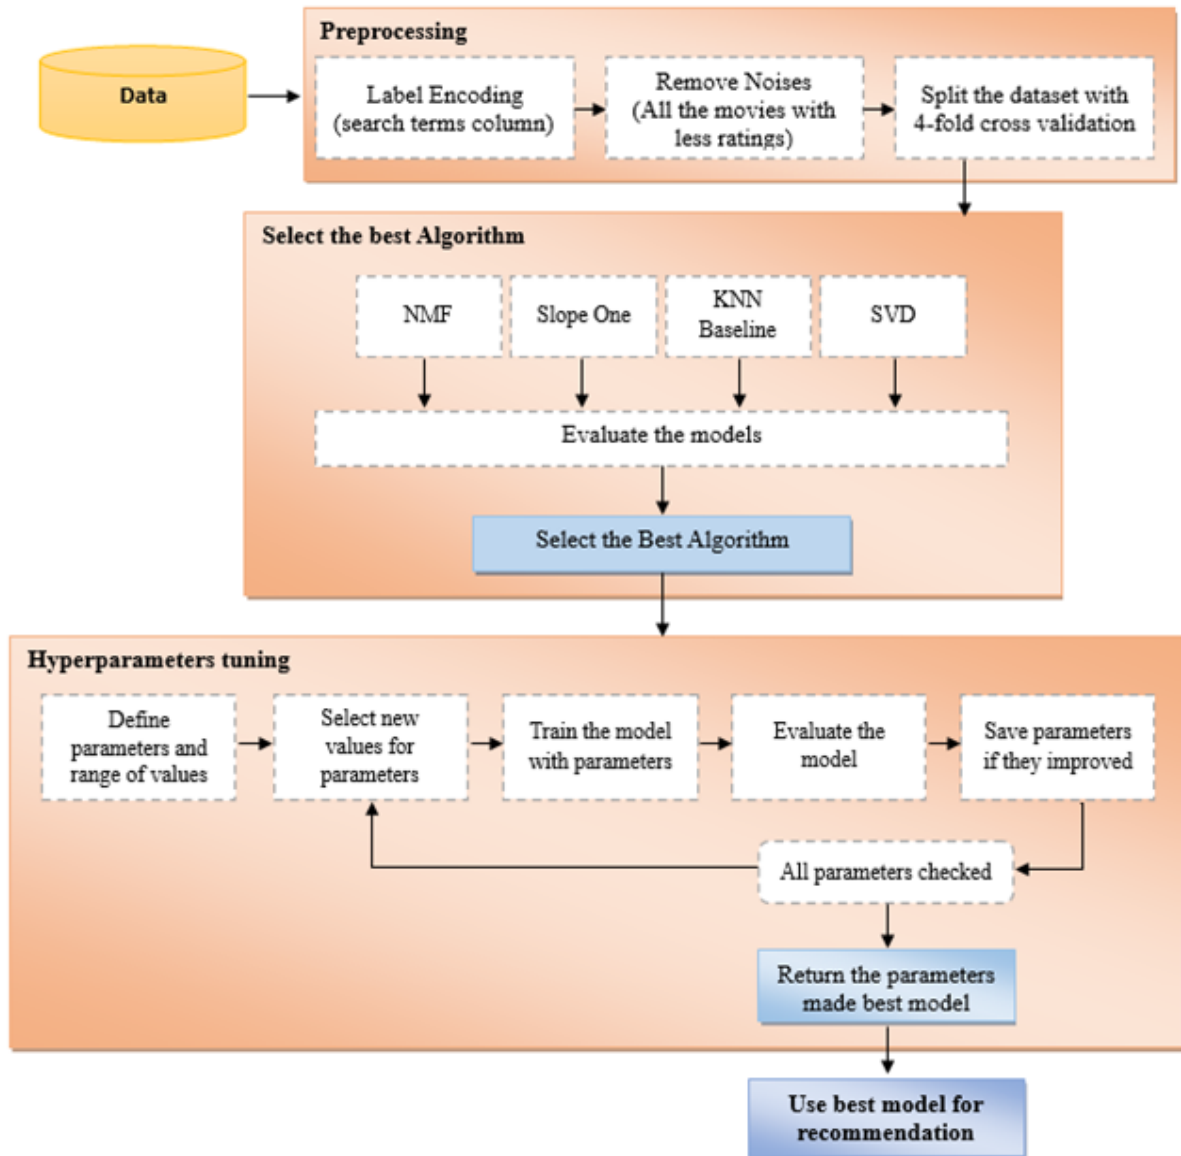 Preprocessing
Data
Label Encoding
(search terms column)
Remove Noises
(All the movies with
less ratings)
Split the dataset with
4-fold cross validation
Select the best Algorithm
NMF
Slope One
KNN
Baseline
SVD
Evaluate the models
Select the Best Algorithm
Hyperparameters tuning
Define
parameters and
range of values
Select new
values for
parameters
Train the model
with parameters
Evaluate the
model
Save parameters
if they improved
All parameters checked
Return the parameters
made best model
Use best model for
recommendation